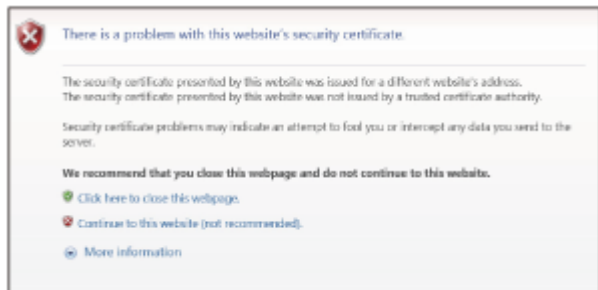 There is a problem with this website's security certificate.
The security certificate presented by this website was issued for a different website's address.
The security certificate presented by this website was not issued by a trusted certificate authority.
Security certificate problems may indicate an attempt to fool you or intercept any data you send to the
server.
We recommend that you close this webpage and do not continue to this website.
Click here to close this webpage.
Continue to this website (not recommended).
More information